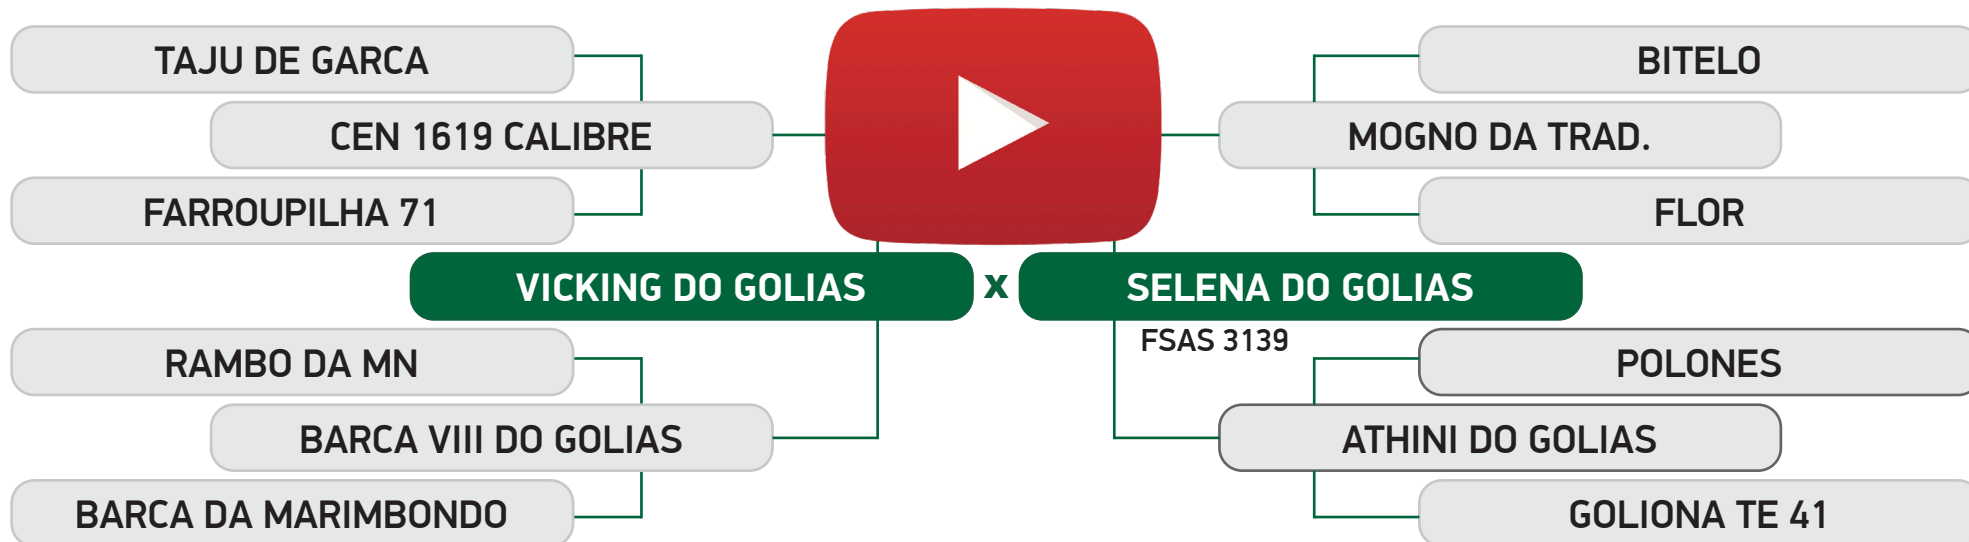 TAJU DE GARCA
BITELO
CEN 1619 CALIBRE
MOGNO DA TRAD.
FARROUPILHA 71
FLOR
VICKING DO GOLIAS x SELENA DO GOLIAS
FSAS 3139
RAMBO DA MN
POLONES
BARCA VIII DO GOLIAS
ATHINI DO GOLIAS
BARCA DA MARIMBONDO
GOLIONA TE 41